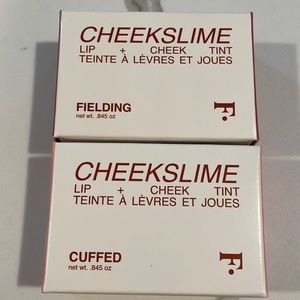 CHEEKSLIME
LIP + CHEEK TINT
TEINTE À LÈVRES ET JOUES
FIELDING
net wt. .845 oz
F.
CHEEKSLIME
LIP + CHEEK TINT
TEINTE À LÈVRES ET JOUES
CUFFED
net wt. .845 oz
F.